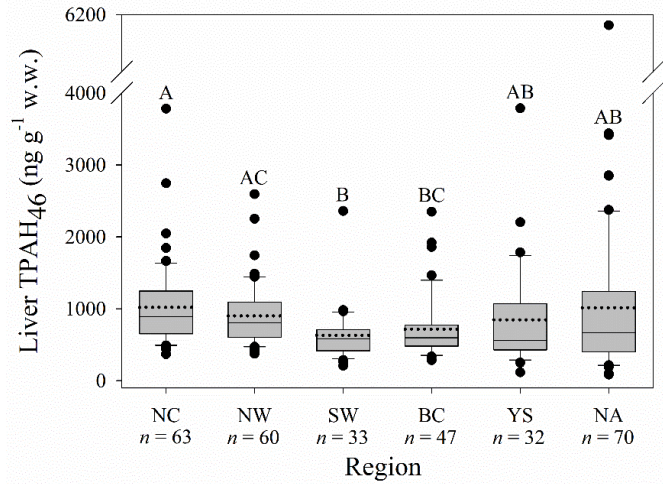 6200
4000
3000
2000
1000
0
Liver TPAH46 (ng g-1 w.w.)
A
AC
B
BC
AB
AB
NC NW SW BC YS NA
n = 63 n = 60 n = 33 n = 47 n = 32 n = 70
Region